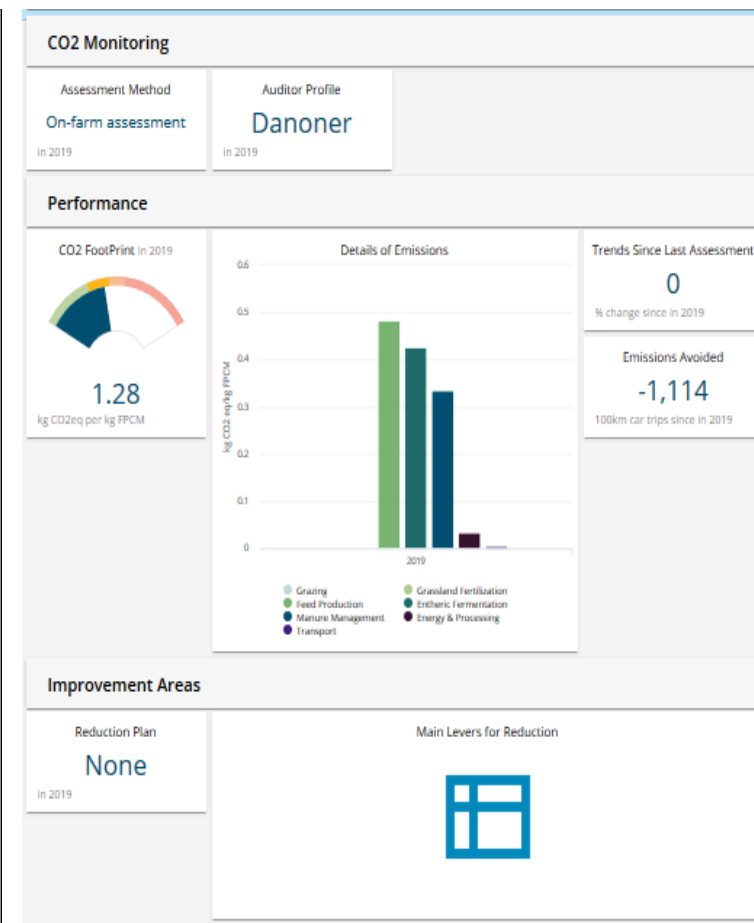 CO2 Monitoring
Assessment Method
On-farm assessment
in 2019
Auditor Profile
Danoner
in 2019
Performance
CO2 FootPrint in 2019
1.28
kg CO2eq per kg FPCM
Details of Emissions
kg CO2 eq/kg FPCM
0.6
0.5
0.4
0.3
0.2
0.1
0
2019
Grazing
Grassland Fertilization
Feed Production
Entheric Fermentation
Manure Management
Energy & Processing
Transport
Trends Since Last Assessment
0
% change since in 2019
Emissions Avoided
-1,114
100km car trips since in 2019
Improvement Areas
Reduction Plan
None
in 2019
Main Levers for Reduction